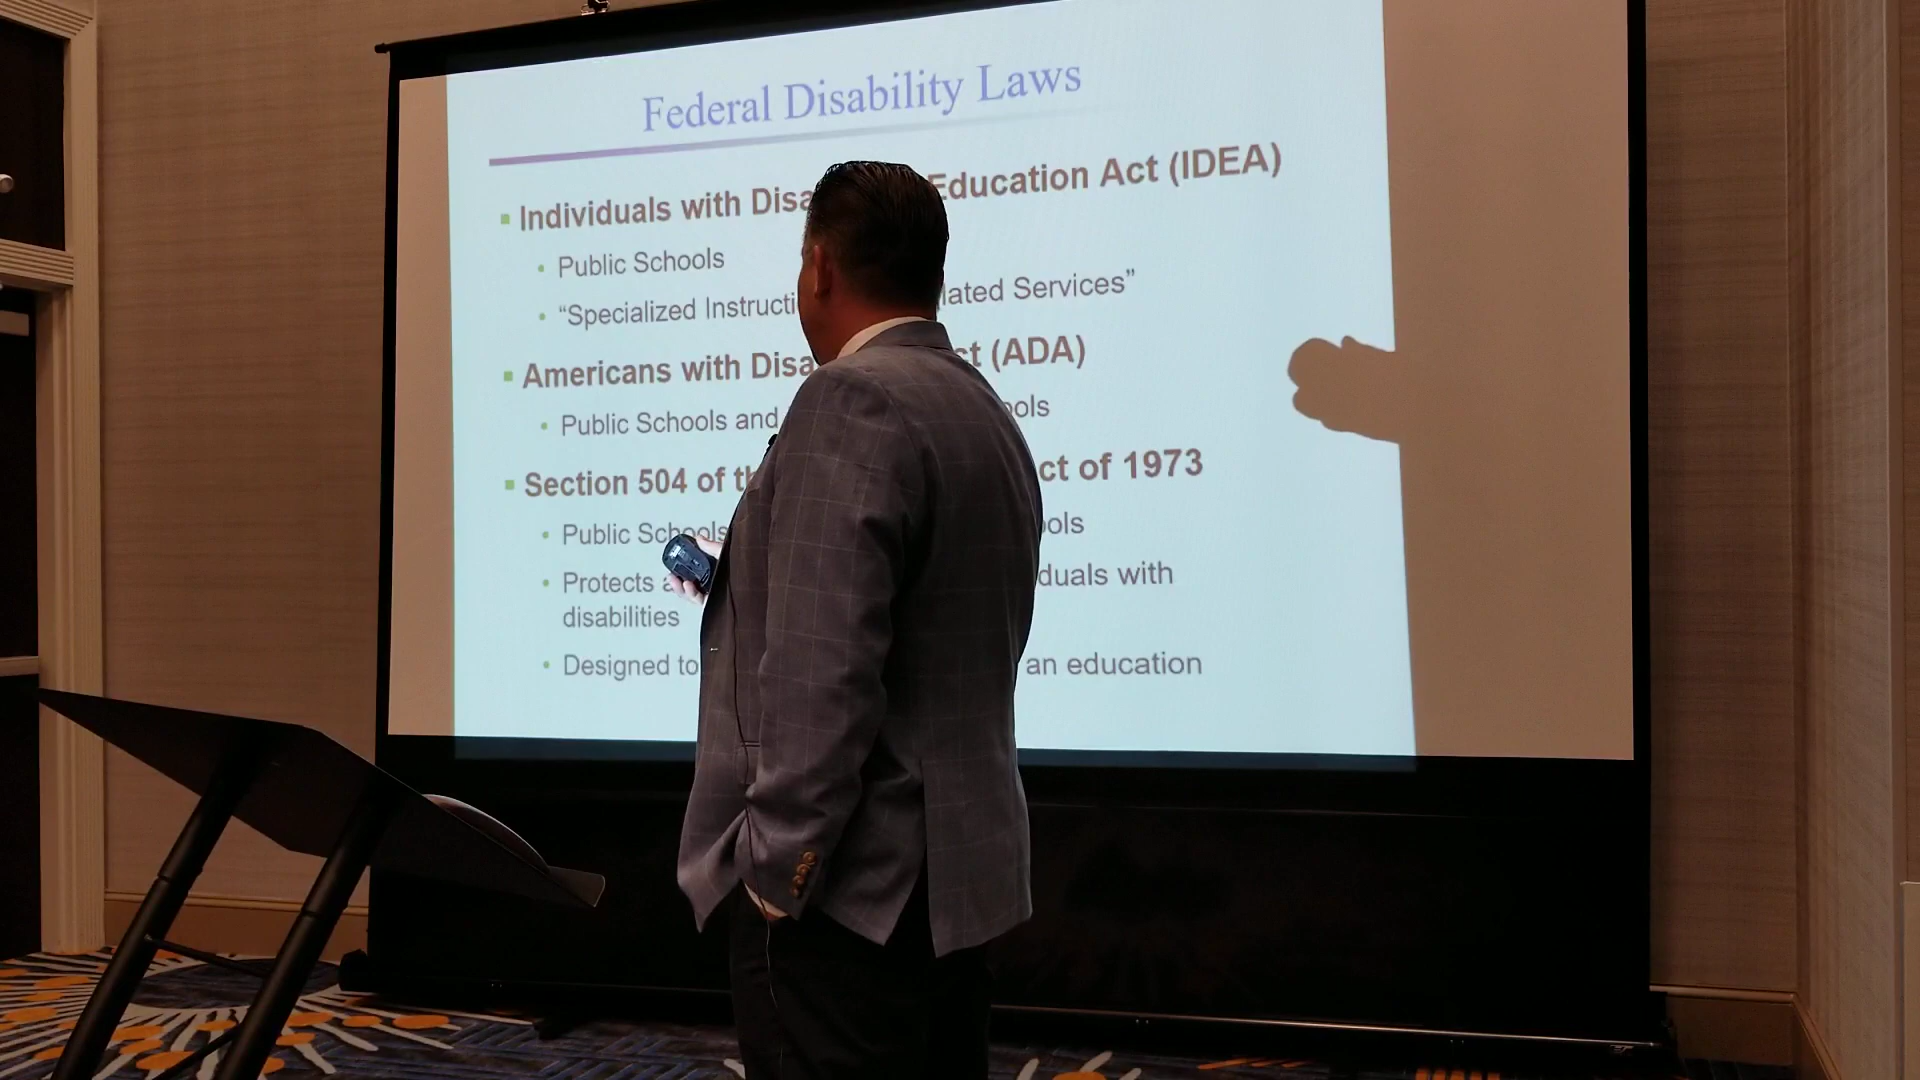 Federal Disability Laws
Individuals with Disa Education Act (IDEA)
Public Schools
“Specialized Instructi lated Services”
Americans with Disa ct (ADA)
Public Schools and ools
Section 504 of th ct of 1973
Public Schools ools
Protects a duals with
disabilities
Designed to an education